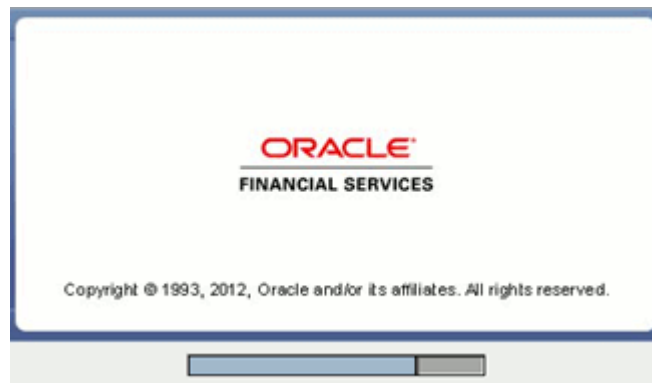 ORACLE®
FINANCIAL SERVICES
Copyright © 1993, 2012, Oracle and/or its affiliates. All rights reserved.